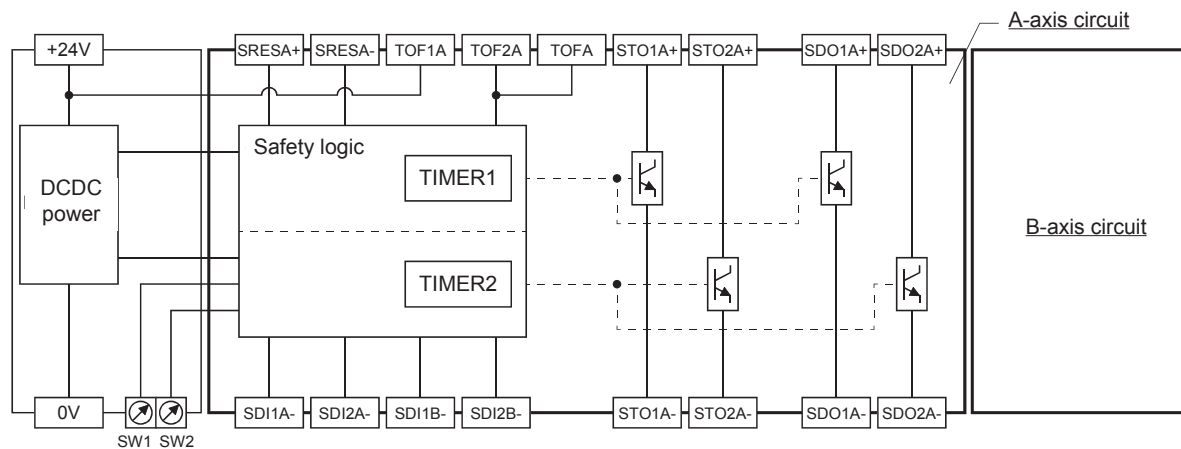 A-axis circuit
+24V
SRESA+
SRESA-
TOF1A
TOF2A
TOFA
STO1A+
STO2A+
SDO1A+
SDO2A+
Safety logic
TIMER1
DCDC
power
B-axis circuit
TIMER2
0V
SDI1A-
SDI2A-
SDI1B-
SDI2B-
STO1A-
STO2A-
SDO1A-
SDO2A-
SW1
SW2